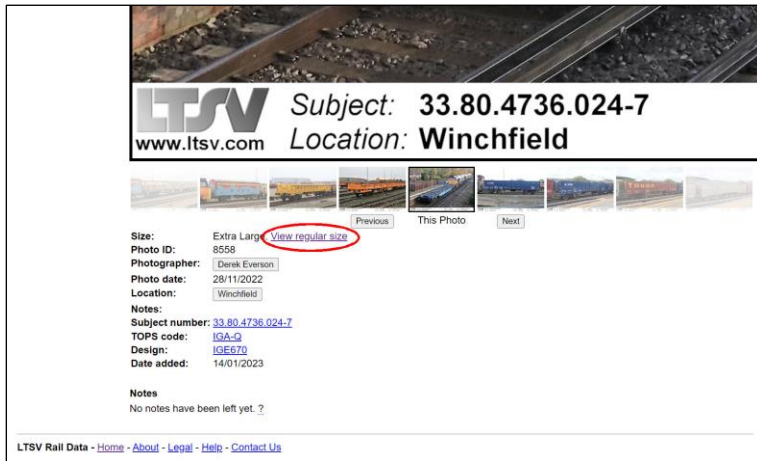 LTSV
www.ltsv.com
Subject: 33.80.4736.024-7
Location: Winchfield
Previous This Photo Next
Size: Extra Large. View regular size
Photo ID: 8558
Photographer: Derek Everson
Photo date: 28/11/2022
Location: Winchfield
Notes:
Subject number: 33.80.4736.024-7
TOPS code: IGA-Q
Design: IGE670
Date added: 14/01/2023
Notes
No notes have been left yet. ?
LTSV Rail Data - Home - About - Legal - Help - Contact Us